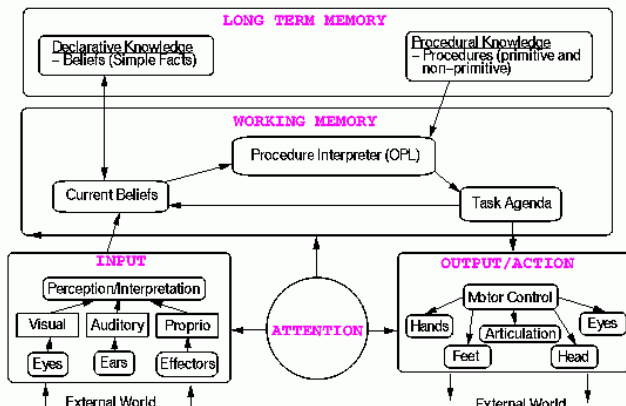 LONG TERM MEMORY
Declarative Knowledge
– Beliefs (Simple Facts)
Procedural Knowledge
– Procedures (primitive and
non–primitive)
WORKING MEMORY
Procedure Interpreter (OPL)
Current Beliefs
Task Agenda
INPUT
Perception/Interpretation
Visual
Auditory
Proprio
Eyes
Ears
Effectors
External World
ATTENTION
OUTPUT/ACTION
Motor Control
Hands
Articulation
Eyes
Feet
Head
External World